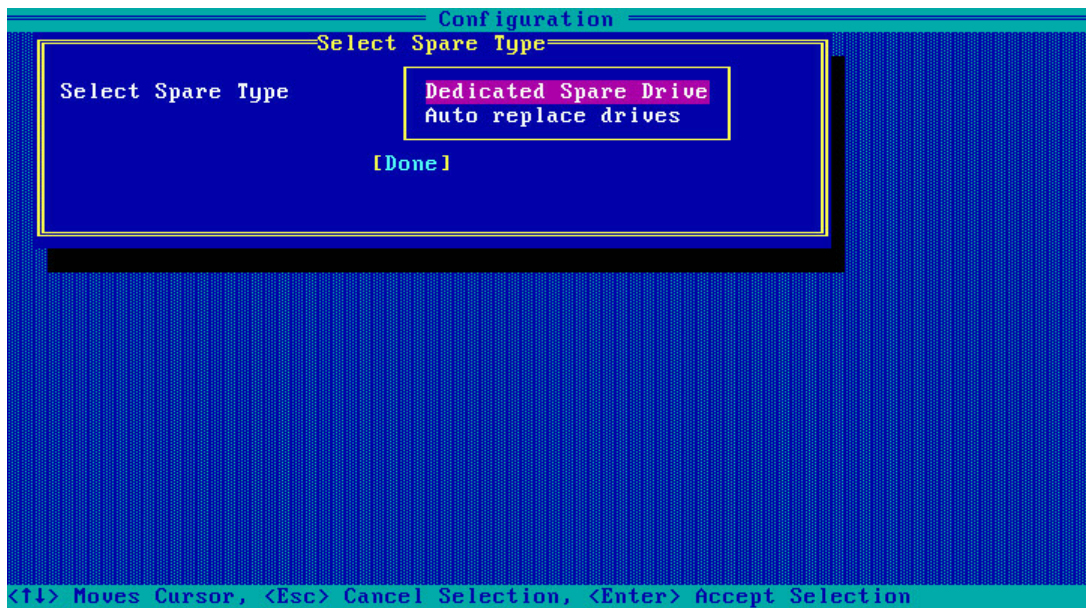 Configuration
Select Spare Type
Select Spare Type
Dedicated Spare Drive
Auto replace drives
[Done]
<↑↓> Moves Cursor, <Esc> Cancel Selection, <Enter> Accept Selection